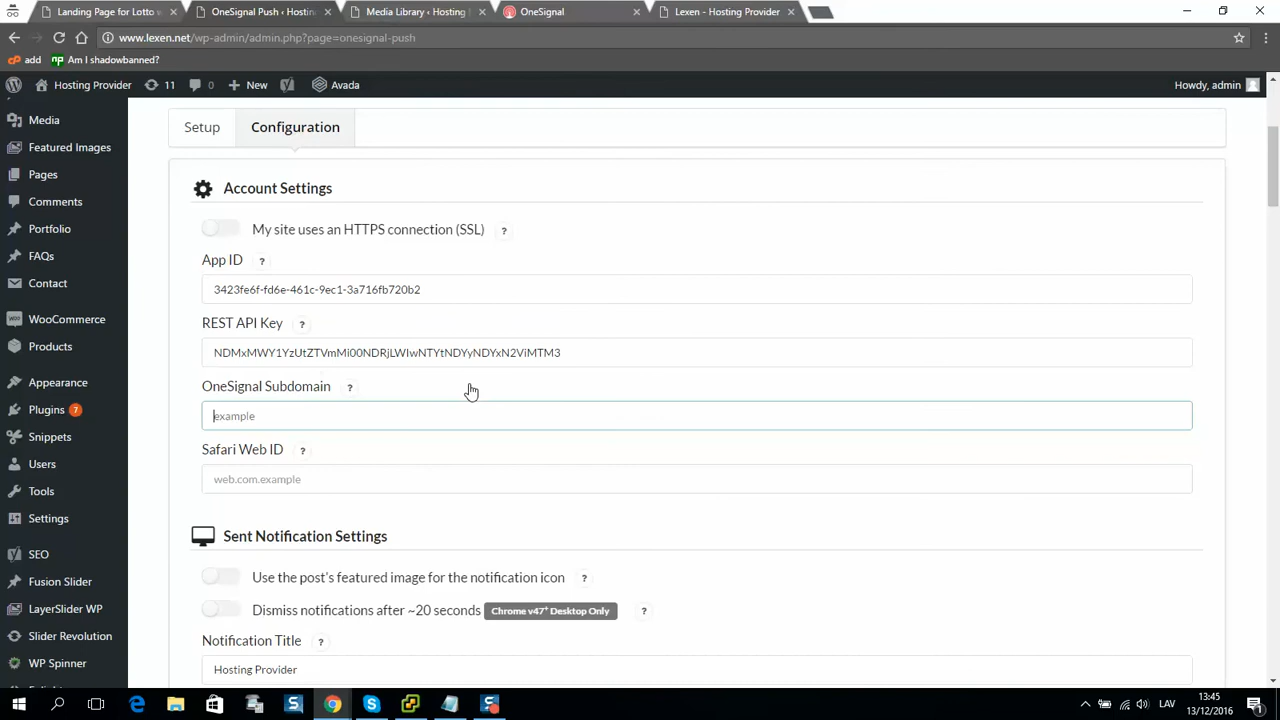 Landing Page for Lotto w
OneSignal Push ‹ Hostin
Media Library ‹ Hosting
OneSignal
Lexen - Hosting Provider
www.lexen.net/wp-admin/admin.php?page=onesignal-push
add
Am I shadowbanned?
Hosting Provider
11
0
New
Avada
Howdy, admin
Media
Featured Images
Pages
Comments
Portfolio
FAQs
Contact
WooCommerce
Products
Appearance
Plugins 7
Snippets
Users
Tools
Settings
SEO
Fusion Slider
LayerSlider WP
Slider Revolution
WP Spinner
Setup
Configuration
Account Settings
My site uses an HTTPS connection (SSL) ?
App ID ?
3423fe6f-fd6e-461c-9ec1-3a716fb720b2
REST API Key ?
NDMxMWY1YzUtZTVmMi00NDRjLWIwNTYtNDYyNDYxN2ViMTM3
OneSignal Subdomain ?
example
Safari Web ID ?
web.com.example
Sent Notification Settings
Use the post's featured image for the notification icon ?
Dismiss notifications after ~20 seconds Chrome v47+ Desktop Only ?
Notification Title ?
Hosting Provider
LAV
13:45
13/12/2016